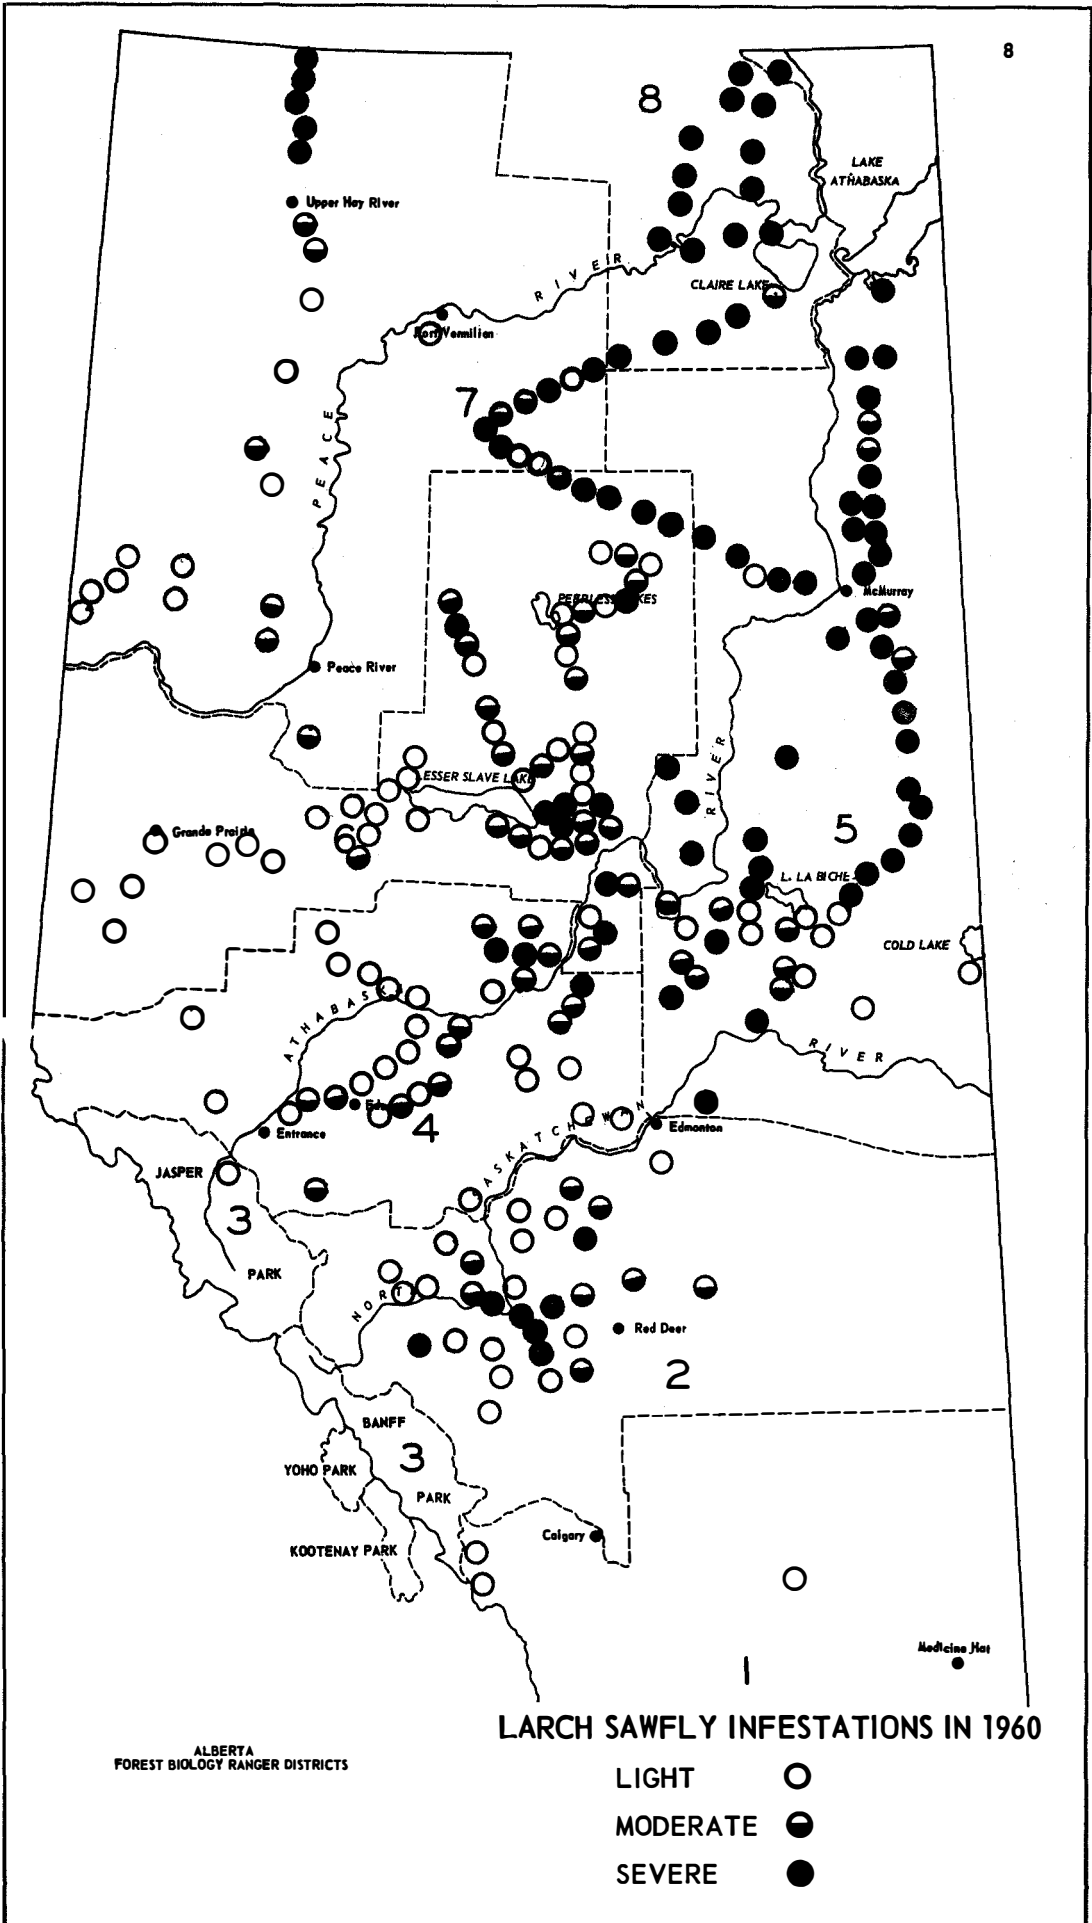 8
8
LAKE
ATHABASKA
Upper Hay River
RIVER
CLAIRE LAKE
Fort Vermilion
7
PEACE
PEERLESS LAKES
McMurray
Peace River
RIVER
LESSER SLAVE LAKE
Grande Prairie
6
5
L. LA BICHE
COLD LAKE
ATHABASKA
RIVER
4
Entrance
SASKATCHEWAN
Edmonton
JASPER
3
PARK
NORTH
Red Deer
2
BANFF
3
YOHO PARK
PARK
Calgary
KOOTENAY PARK
Medicine Hat
1
LARCH SAWFLY INFESTATIONS IN 1960
ALBERTA
FOREST BIOLOGY RANGER DISTRICTS
LIGHT
MODERATE
SEVERE